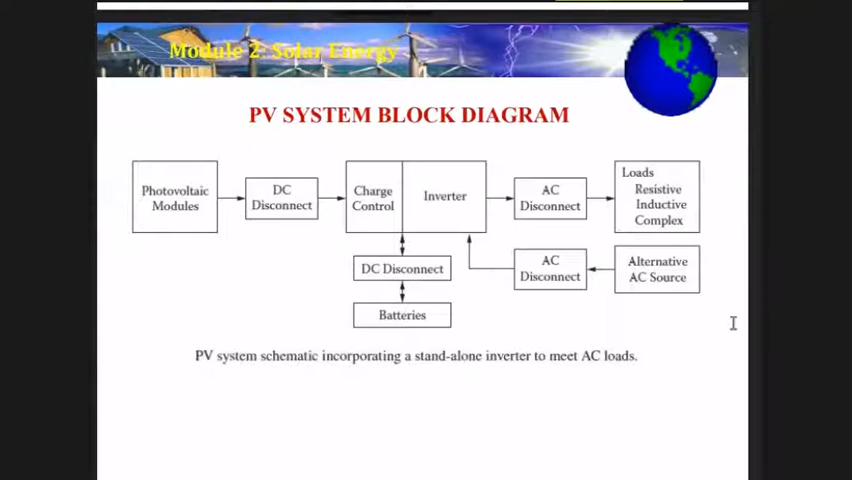 Module 2: Solar Energy
PV SYSTEM BLOCK DIAGRAM
Photovoltaic
Modules
DC
Disconnect
Charge
Control
Inverter
AC
Disconnect
Loads
Resistive
Inductive
Complex
DC Disconnect
AC
Disconnect
Alternative
AC Source
Batteries
PV system schematic incorporating a stand-alone inverter to meet AC loads.